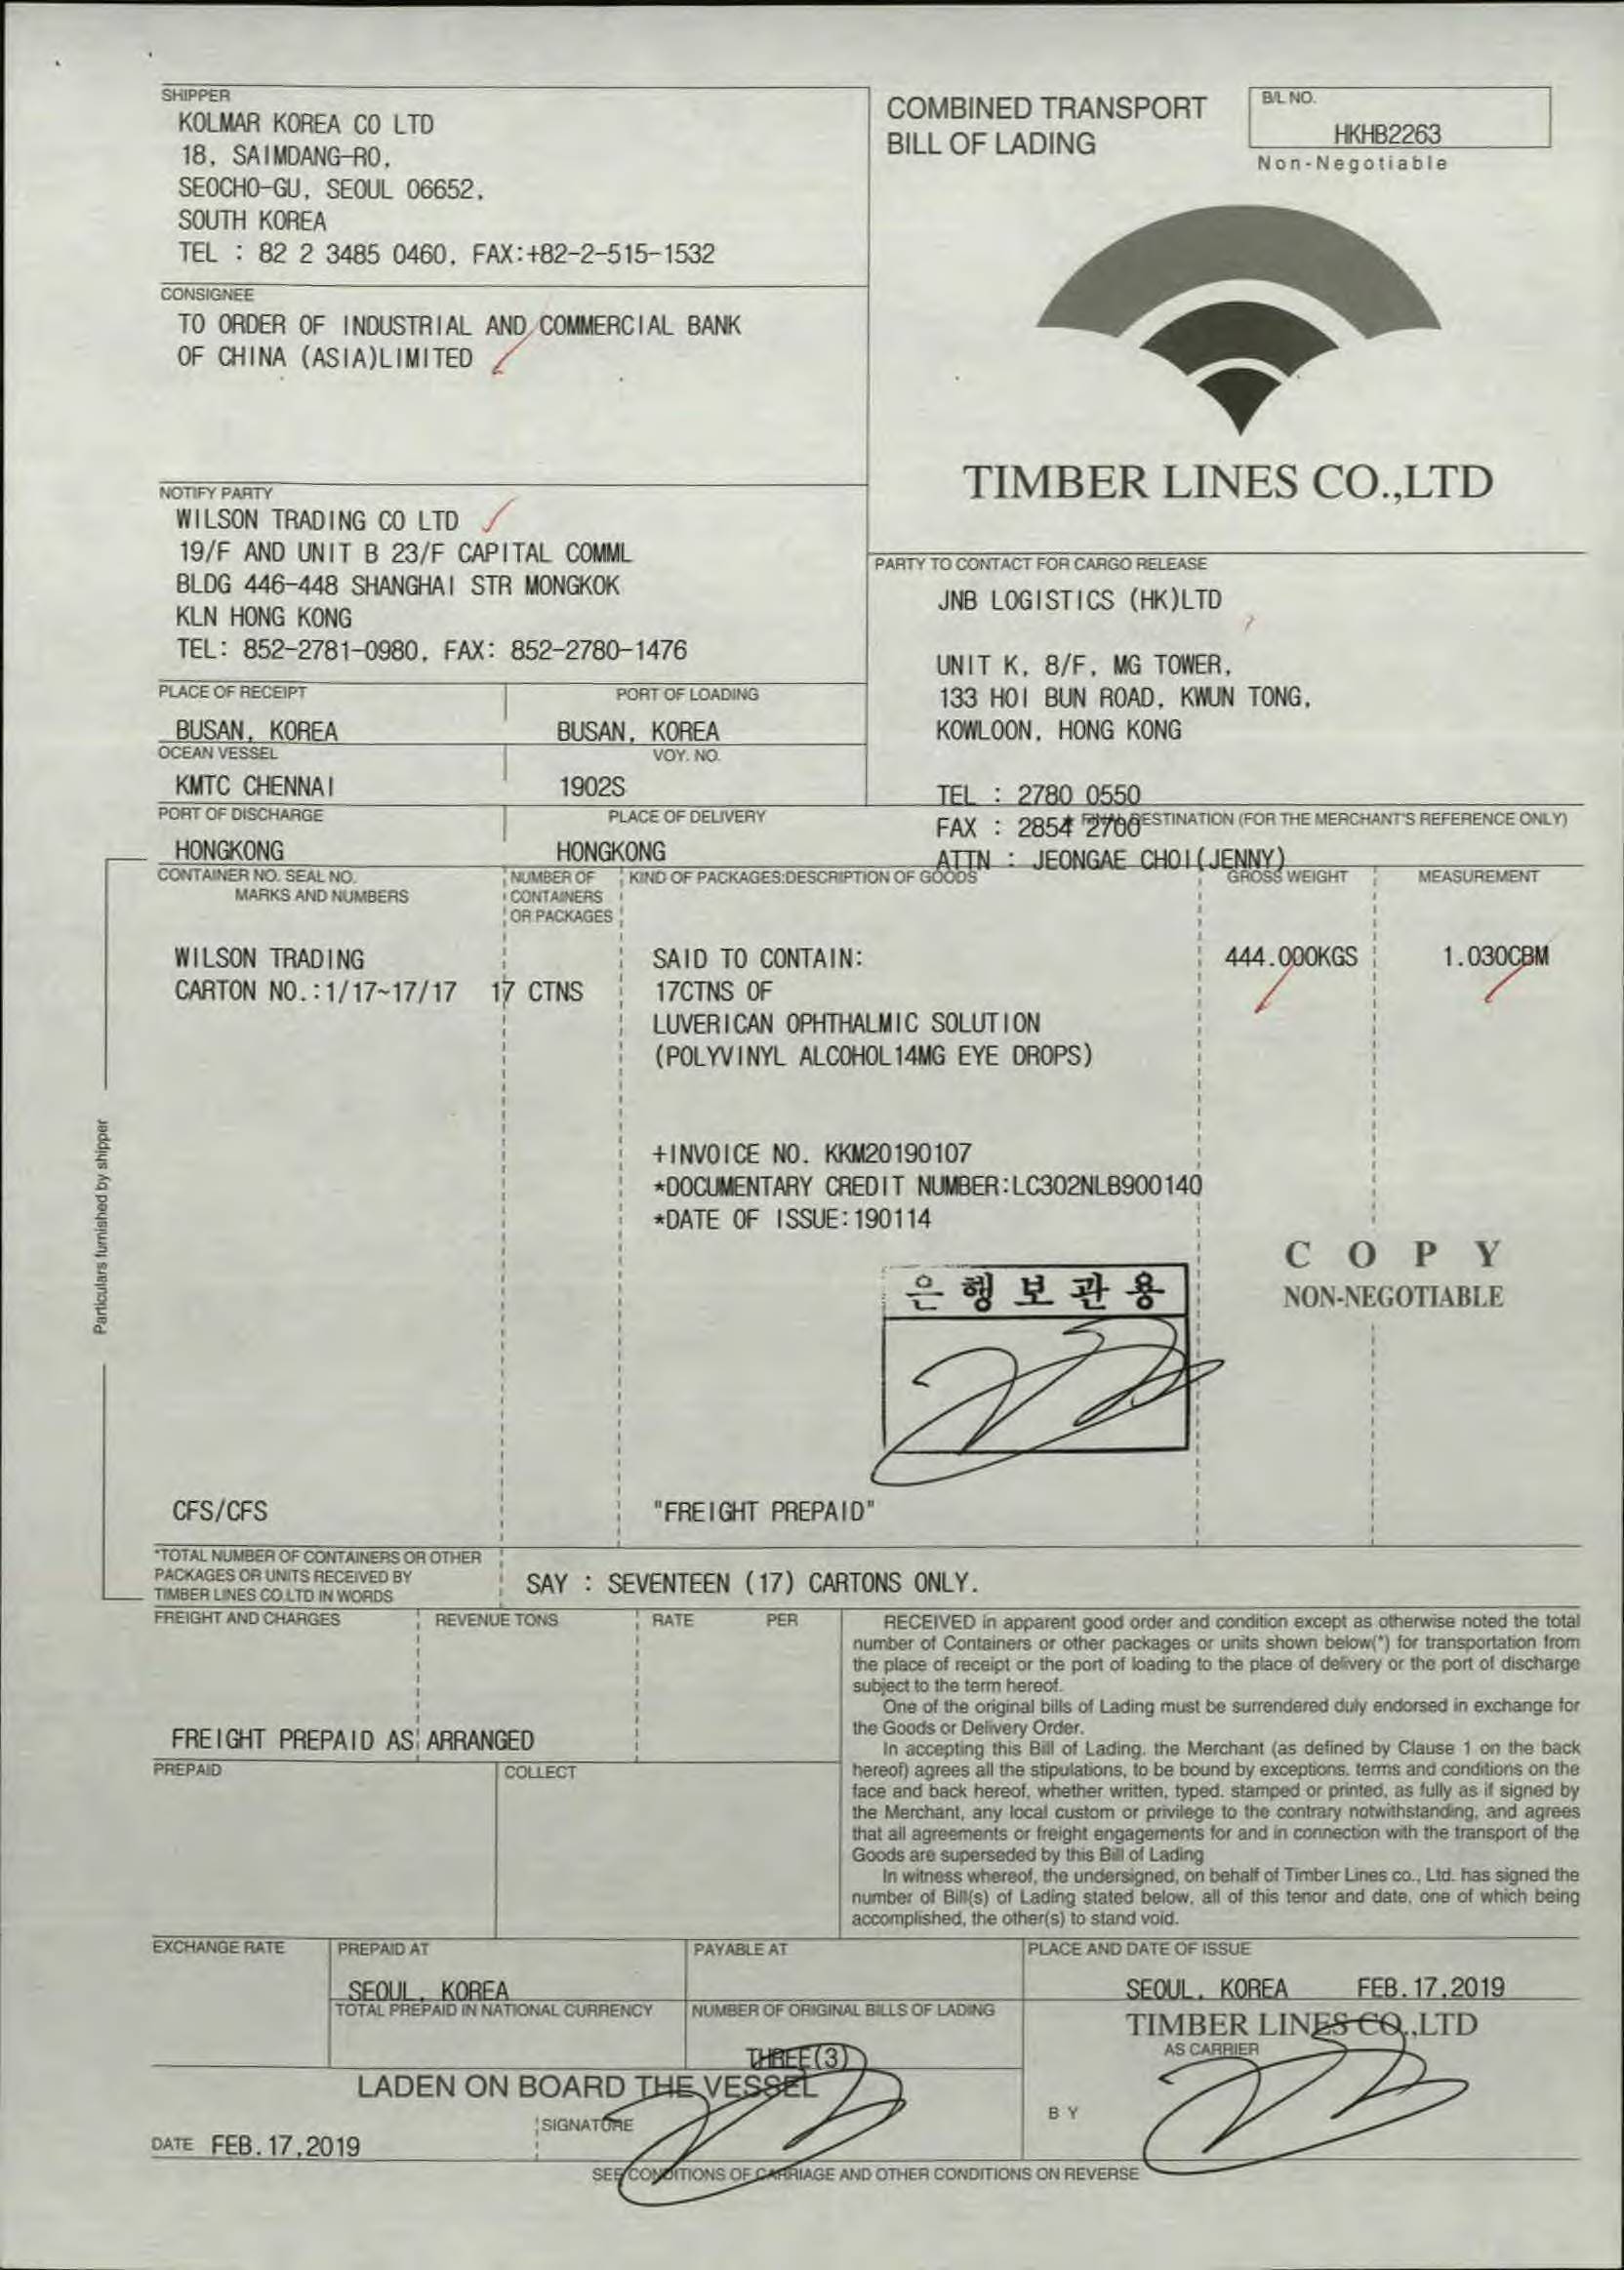 SHIPPER
KOLMAR KOREA CO LTD
18, SAIMDANG-RO,
SEOCHO-GU, SEOUL 06652,
SOUTH KOREA
TEL : 82 2 3485 0460, FAX:+82-2-515-1532
COMBINED TRANSPORT
BILL OF LADING
B/L NO.
HKHB2263
Non-Negotiable
CONSIGNEE
TO ORDER OF INDUSTRIAL AND COMMERCIAL BANK
OF CHINA (ASIA)LIMITED
TIMBER LINES CO.,LTD
NOTIFY PARTY
WILSON TRADING CO LTD
19/F AND UNIT B 23/F CAPITAL COMML
BLDG 446-448 SHANGHAI STR MONGKOK
KLN HONG KONG
TEL: 852-2781-0980, FAX: 852-2780-1476
PARTY TO CONTACT FOR CARGO RELEASE
JNB LOGISTICS (HK)LTD
UNIT K, 8/F, MG TOWER,
133 HOI BUN ROAD, KWUN TONG,
KOWLOON, HONG KONG
TEL : 2780 0550
FAX : 2854 2700
ATTN : JEONGAE CHOI(JENNY)
PLACE OF RECEIPT
BUSAN, KOREA
PORT OF LOADING
BUSAN, KOREA
OCEAN VESSEL
KMTC CHENNAI
VOY. NO.
1902S
PORT OF DISCHARGE
HONGKONG
PLACE OF DELIVERY
HONGKONG
* FINAL DESTINATION (FOR THE MERCHANT'S REFERENCE ONLY)
CONTAINER NO. SEAL NO.
MARKS AND NUMBERS
NUMBER OF
CONTAINERS
OR PACKAGES
KIND OF PACKAGES:DESCRIPTION OF GOODS
GROSS WEIGHT
MEASUREMENT
WILSON TRADING
CARTON NO.:1/17~17/17
17 CTNS
SAID TO CONTAIN:
17CTNS OF
LUVERICAN OPHTHALMIC SOLUTION
(POLYVINYL ALCOHOL14MG EYE DROPS)
444.000KGS
1.030CBM
+INVOICE NO. KKM20190107
*DOCUMENTARY CREDIT NUMBER:LC302NLB900140
*DATE OF ISSUE:190114
COPY
NON-NEGOTIABLE
은행보관용
Particulars furnished by shipper
CFS/CFS
"FREIGHT PREPAID"
*TOTAL NUMBER OF CONTAINERS OR OTHER
PACKAGES OR UNITS RECEIVED BY
TIMBER LINES CO.LTD IN WORDS
SAY : SEVENTEEN (17) CARTONS ONLY.
FREIGHT AND CHARGES
REVENUE TONS
RATE
PER
FREIGHT PREPAID AS ARRANGED
PREPAID
COLLECT
RECEIVED in apparent good order and condition except as otherwise noted the total
number of Containers or other packages or units shown below(*) for transportation from
the place of receipt or the port of loading to the place of delivery or the port of discharge
subject to the term hereof.
One of the original bills of Lading must be surrendered duly endorsed in exchange for
the Goods or Delivery Order.
In accepting this Bill of Lading, the Merchant (as defined by Clause 1 on the back
hereof) agrees all the stipulations, to be bound by exceptions, terms and conditions on the
face and back hereof, whether written, typed, stamped or printed, as fully as if signed by
the Merchant, any local custom or privilege to the contrary notwithstanding, and agrees
that all agreements or freight engagements for and in connection with the transport of the
Goods are superseded by this Bill of Lading
In witness whereof, the undersigned, on behalf of Timber Lines co., Ltd. has signed the
number of Bill(s) of Lading stated below, all of this tenor and date, one of which being
accomplished, the other(s) to stand void.
EXCHANGE RATE
PREPAID AT
SEOUL, KOREA
PAYABLE AT
PLACE AND DATE OF ISSUE
SEOUL, KOREA FEB.17,2019
TOTAL PREPAID IN NATIONAL CURRENCY
NUMBER OF ORIGINAL BILLS OF LADING
THREE(3)
TIMBER LINES CO.,LTD
AS CARRIER
BY
LADEN ON BOARD THE VESSEL
SIGNATURE
DATE FEB.17,2019
SEE CONDITIONS OF CARRIAGE AND OTHER CONDITIONS ON REVERSE